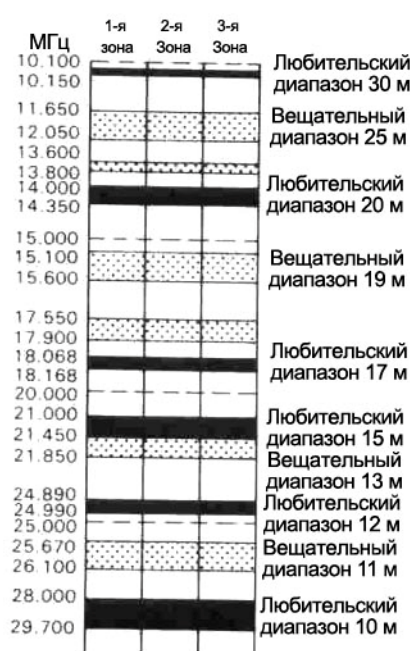 МГц
1-я зона
2-я Зона
3-я Зона
10.100
10.150
Любительский
диапазон 30 м
11.650
12.050
Вещательный
диапазон 25 м
13.600
13.800
14.000
14.350
Любительский
диапазон 20 м
15.000
15.100
15.600
Вещательный
диапазон 19 м
17.550
17.900
18.068
18.168
Любительский
диапазон 17 м
20.000
21.000
21.450
Любительский
диапазон 15 м
21.850
Вещательный
диапазон 13 м
24.890
24.990
25.000
Любительский
диапазон 12 м
25.670
26.100
Вещательный
диапазон 11 м
28.000
29.700
Любительский
диапазон 10 м